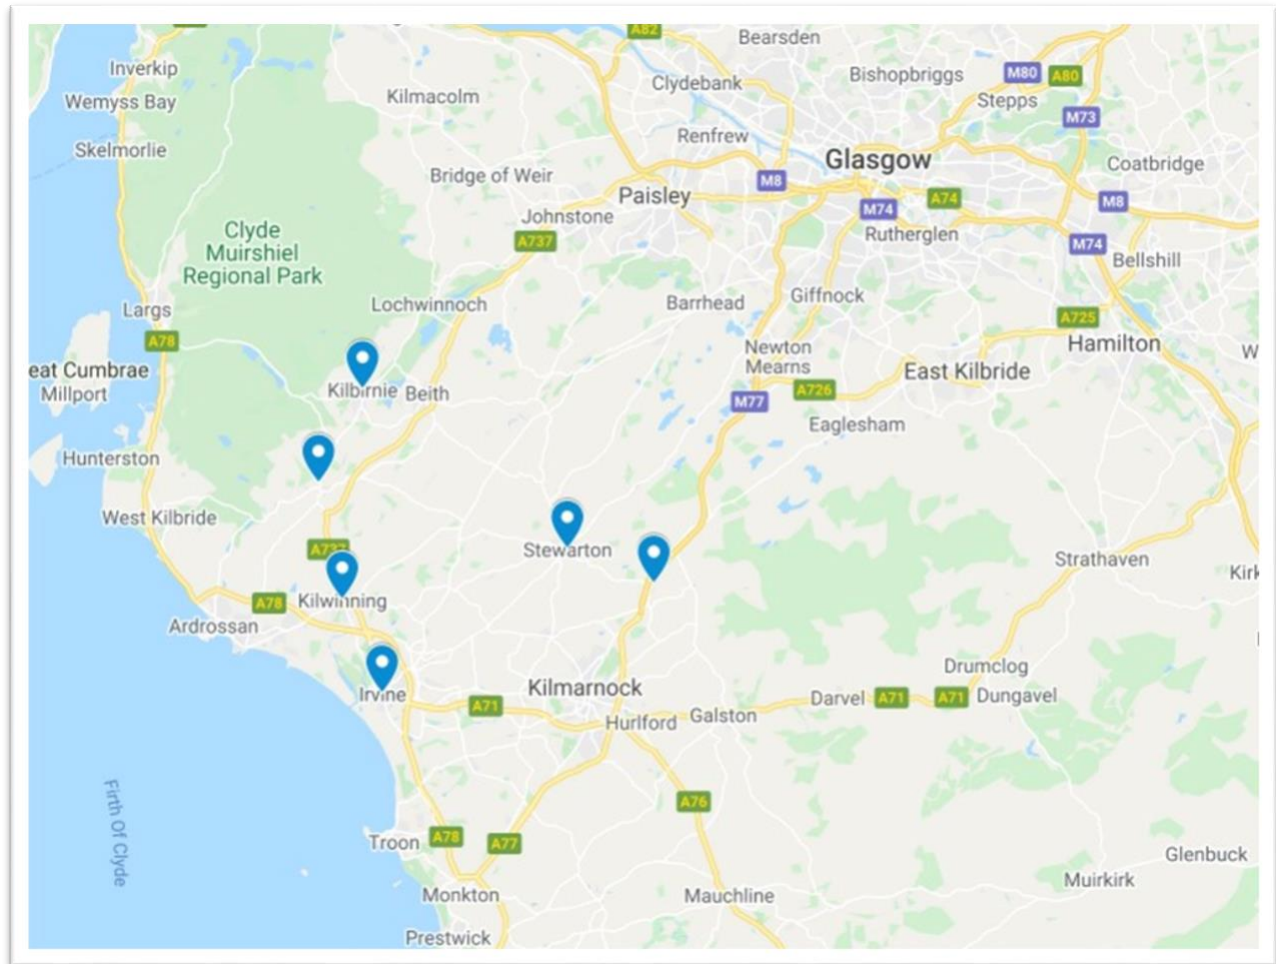 A82
Bearsden
Inverkip
Clydebank
Bishopbriggs
M80
A80
Wemyss Bay
Kilmacolm
Stepps
M73
Renfrew
Skelmorlie
Glasgow
Coatbridge
Bridge of Weir
M8
Paisley
A74
M8
Johnstone
M74
Clyde
Muirshiel
Regional Park
A737
Rutherglen
M74
Bellshill
Lochwinnoch
Barrhead
Giffnock
Largs
A725
A78
Newton
Mearns
Hamilton
eat Cumbrae
Millport
Kilbirnie
Beith
East Kilbride
A726
M77
Eaglesham
Hunterston
West Kilbride
Stewarton
A737
Strathaven
Kirk
Kilwinning
A78
Ardrossan
Drumclog
Irvine
Kilmarnock
A71
Darvel
A71
A71
Dungavel
Hurlford
Galston
Firth Of Clyde
A76
Troon
A78
A77
Glenbuck
Muirkirk
Monkton
Mauchline
Prestwick